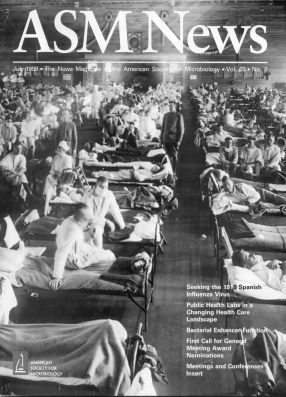 ASM News
July 1999 • The News Magazine of the American Society for Microbiology • Vol. 65 • No. 7
Seeking the 1918 Spanish
Influenza Virus
Public Health Labs in a
Changing Health Care
Landscape
Bacterial Enhancer Function
First Call for General
Meeting Award
Nominations
Meetings and Conferences
Insert
AMERICAN
SOCIETY FOR
MICROBIOLOGY